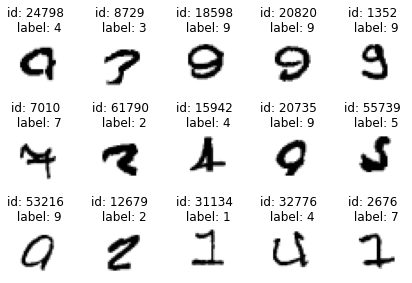 id: 24798 id: 8729 id: 18598 id: 20820 id: 1352
label: 4 label: 3 label: 9 label: 9 label: 9
id: 7010 id: 61790 id: 15942 id: 20735 id: 55739
label: 7 label: 2 label: 4 label: 9 label: 5
id: 53216 id: 12679 id: 31134 id: 32776 id: 2676
label: 9 label: 2 label: 1 label: 4 label: 7